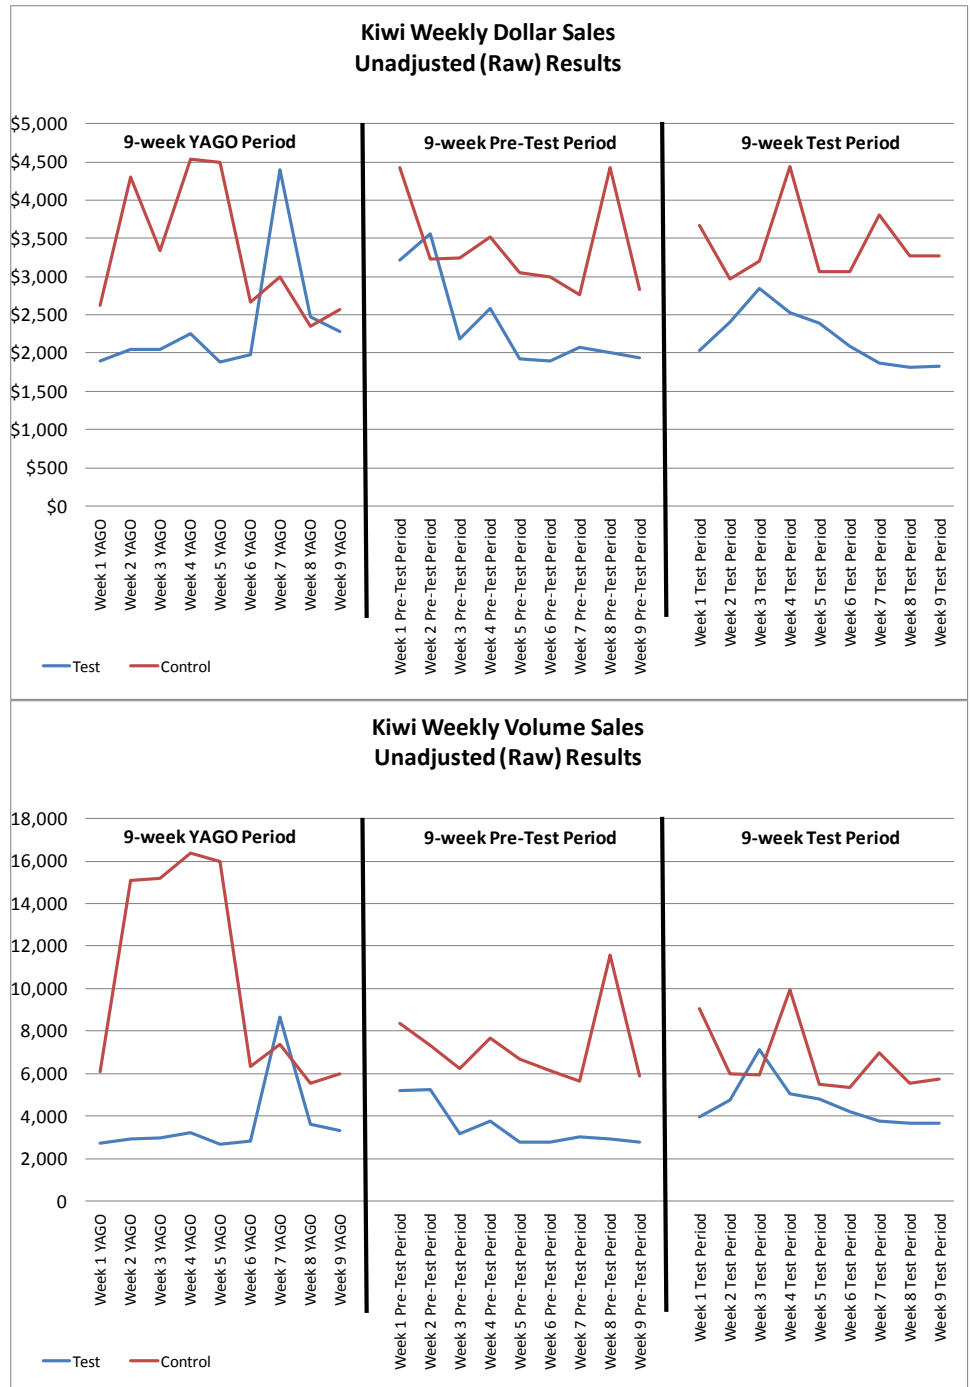 Kiwi Weekly Dollar Sales
Unadjusted (Raw) Results
9-week YAGO Period
9-week Pre-Test Period
9-week Test Period
$5,000
$4,500
$4,000
$3,500
$3,000
$2,500
$2,000
$1,500
$1,000
$500
$0
Week 1 YAGO
Week 2 YAGO
Week 3 YAGO
Week 4 YAGO
Week 5 YAGO
Week 6 YAGO
Week 7 YAGO
Week 8 YAGO
Week 9 YAGO
Week 1 Pre-Test Period
Week 2 Pre-Test Period
Week 3 Pre-Test Period
Week 4 Pre-Test Period
Week 5 Pre-Test Period
Week 6 Pre-Test Period
Week 7 Pre-Test Period
Week 8 Pre-Test Period
Week 9 Pre-Test Period
Week 1 Test Period
Week 2 Test Period
Week 3 Test Period
Week 4 Test Period
Week 5 Test Period
Week 6 Test Period
Week 7 Test Period
Week 8 Test Period
Week 9 Test Period
Test
Control
Kiwi Weekly Volume Sales
Unadjusted (Raw) Results
9-week YAGO Period
9-week Pre-Test Period
9-week Test Period
18,000
16,000
14,000
12,000
10,000
8,000
6,000
4,000
2,000
0
Week 1 YAGO
Week 2 YAGO
Week 3 YAGO
Week 4 YAGO
Week 5 YAGO
Week 6 YAGO
Week 7 YAGO
Week 8 YAGO
Week 9 YAGO
Week 1 Pre-Test Period
Week 2 Pre-Test Period
Week 3 Pre-Test Period
Week 4 Pre-Test Period
Week 5 Pre-Test Period
Week 6 Pre-Test Period
Week 7 Pre-Test Period
Week 8 Pre-Test Period
Week 9 Pre-Test Period
Week 1 Test Period
Week 2 Test Period
Week 3 Test Period
Week 4 Test Period
Week 5 Test Period
Week 6 Test Period
Week 7 Test Period
Week 8 Test Period
Week 9 Test Period
Test
Control